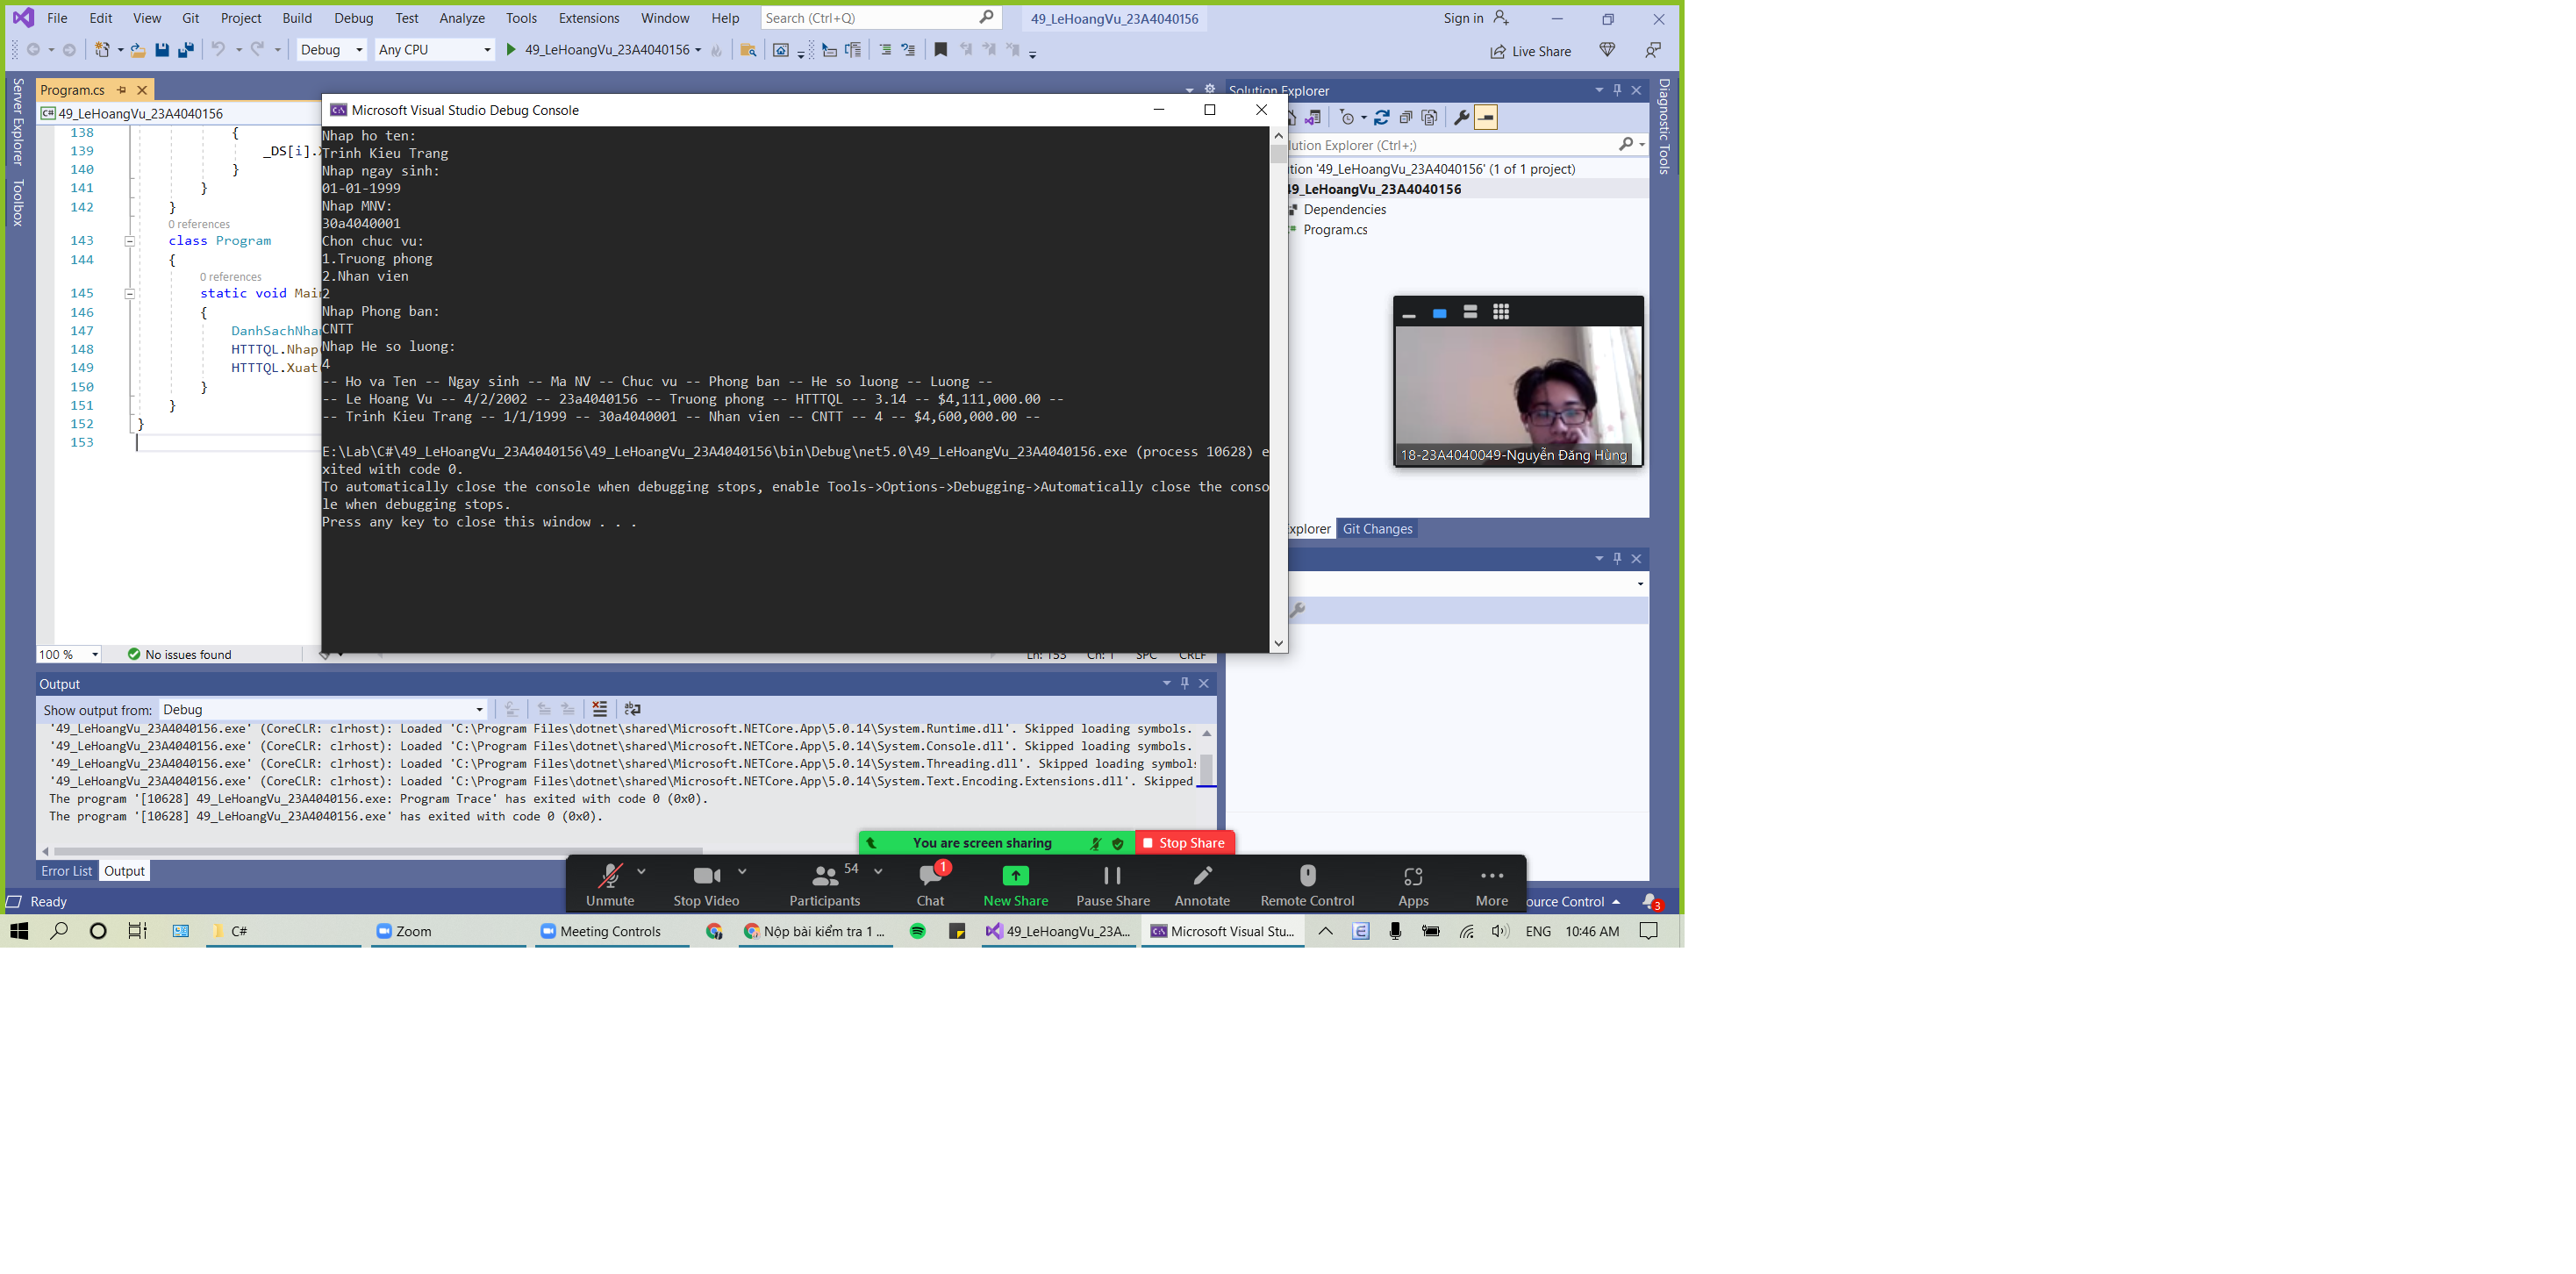 File Edit View Git Project Build Debug Test Analyze Tools Extensions Window Help Search (Ctrl+Q) 49_LeHoangVu_23A4040156 Sign in
Debug Any CPU 49_LeHoangVu_23A4040156 Live Share
Server Explorer
Toolbox
Program.cs
49_LeHoangVu_23A4040156
138 {
139 _DS[i].
140 }
141 }
142 }
0 references
143 class Program
144 {
0 references
145 static void Main
146 {
147 DanhSachNhan
148 HTTTQL.Nhap
149 HTTTQL.Xuat
150 }
151 }
152 }
153
100 % No issues found Ln: 153 Ch: 1 SPC CRLF
Microsoft Visual Studio Debug Console
Nhap ho ten:
Trinh Kieu Trang
Nhap ngay sinh:
01-01-1999
Nhap MNV:
30a4040001
Chon chuc vu:
1.Truong phong
2.Nhan vien
2
Nhap Phong ban:
CNTT
Nhap He so luong:
4
-- Ho va Ten -- Ngay sinh -- Ma NV -- Chuc vu -- Phong ban -- He so luong -- Luong --
-- Le Hoang Vu -- 4/2/2002 -- 23a4040156 -- Truong phong -- HTTTQL -- 3.14 -- $4,111,000.00 --
-- Trinh Kieu Trang -- 1/1/1999 -- 30a4040001 -- Nhan vien -- CNTT -- 4 -- $4,600,000.00 --
E:\Lab\C#\49_LeHoangVu_23A4040156\49_LeHoangVu_23A4040156\bin\Debug\net5.0\49_LeHoangVu_23A4040156.exe (process 10628) e
xited with code 0.
To automatically close the console when debugging stops, enable Tools->Options->Debugging->Automatically close the conso
le when debugging stops.
Press any key to close this window . . .
Solution Explorer
lution Explorer (Ctrl+;)
tion '49_LeHoangVu_23A4040156' (1 of 1 project)
49_LeHoangVu_23A4040156
Dependencies
Program.cs
18-23A4040049-Nguyễn Đăng Hùng
Explorer Git Changes
Diagnostic Tools
Output
Show output from: Debug
'49_LeHoangVu_23A4040156.exe' (CoreCLR: clrhost): Loaded 'C:\Program Files\dotnet\shared\Microsoft.NETCore.App\5.0.14\System.Runtime.dll'. Skipped loading symbols.
'49_LeHoangVu_23A4040156.exe' (CoreCLR: clrhost): Loaded 'C:\Program Files\dotnet\shared\Microsoft.NETCore.App\5.0.14\System.Console.dll'. Skipped loading symbols.
'49_LeHoangVu_23A4040156.exe' (CoreCLR: clrhost): Loaded 'C:\Program Files\dotnet\shared\Microsoft.NETCore.App\5.0.14\System.Threading.dll'. Skipped loading symbols
'49_LeHoangVu_23A4040156.exe' (CoreCLR: clrhost): Loaded 'C:\Program Files\dotnet\shared\Microsoft.NETCore.App\5.0.14\System.Text.Encoding.Extensions.dll'. Skipped
The program '[10628] 49_LeHoangVu_23A4040156.exe: Program Trace' has exited with code 0 (0x0).
The program '[10628] 49_LeHoangVu_23A4040156.exe' has exited with code 0 (0x0).
Error List Output
You are screen sharing Stop Share
54 1
Unmute Stop Video Participants Chat New Share Pause Share Annotate Remote Control Apps More
Ready ource Control 3
C# Zoom Meeting Controls Nộp bài kiểm tra 1 ... 49_LeHoangVu_23A... Microsoft Visual Stu... ENG 10:46 AM